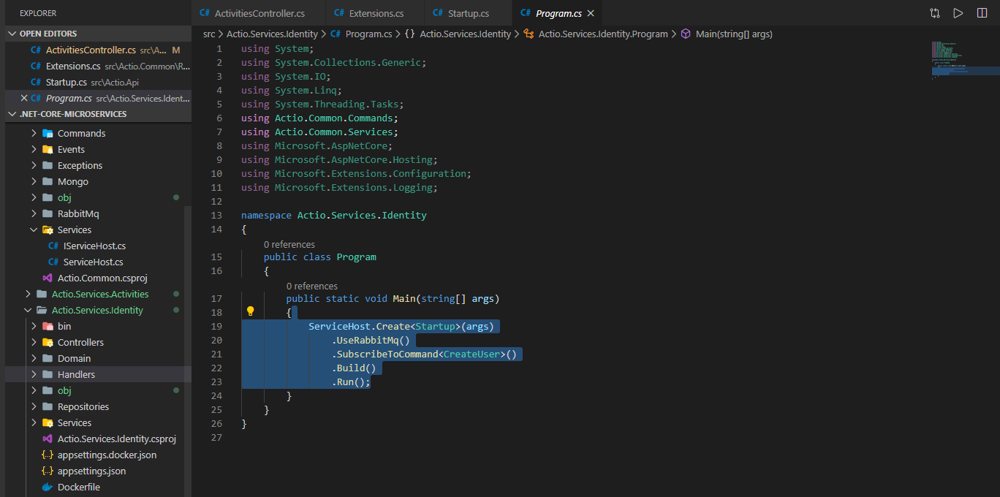 EXPLORER
OPEN EDITORS
C# ActivitiesController.cs src\A... M
C# Extensions.cs src\Actio.Common\R...
C# Startup.cs src\Actio.Api
C# Program.cs src\Actio.Services.Ident...
.NET-CORE-MICROSERVICES
Commands
Events
Exceptions
Mongo
obj
RabbitMq
Services
C# IServiceHost.cs
C# ServiceHost.cs
Actio.Common.csproj
Actio.Services.Activities
Actio.Services.Identity
bin
Controllers
Domain
Handlers
obj
Repositories
Services
Actio.Services.Identity.csproj
{..} appsettings.docker.json
{..} appsettings.json
Dockerfile
C# ActivitiesController.cs C# Extensions.cs C# Startup.cs C# Program.cs
src > Actio.Services.Identity > C# Program.cs > {} Actio.Services.Identity > Actio.Services.Identity.Program > Main(string[] args)
1 using System;
2 using System.Collections.Generic;
3 using System.IO;
4 using System.Linq;
5 using System.Threading.Tasks;
6 using Actio.Common.Commands;
7 using Actio.Common.Services;
8 using Microsoft.AspNetCore;
9 using Microsoft.AspNetCore.Hosting;
10 using Microsoft.Extensions.Configuration;
11 using Microsoft.Extensions.Logging;
12
13 namespace Actio.Services.Identity
14 {
0 references
15 public class Program
16 {
0 references
17 public static void Main(string[] args)
18 {
19 ServiceHost.Create<Startup>(args)
20 .UseRabbitMq()
21 .SubscribeToCommand<CreateUser>()
22 .Build()
23 .Run();
24 }
25 }
26 }
27